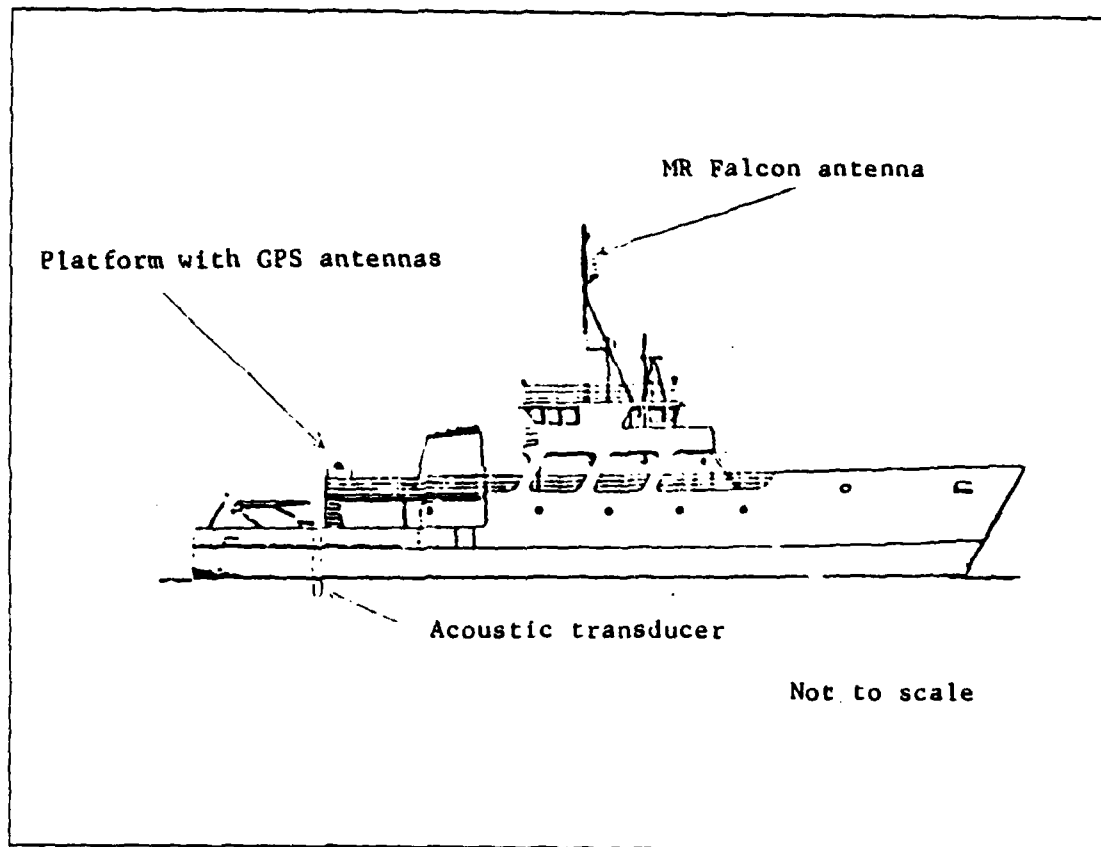 MR Falcon antenna
Platform with GPS antennas
Acoustic transducer
Not to scale